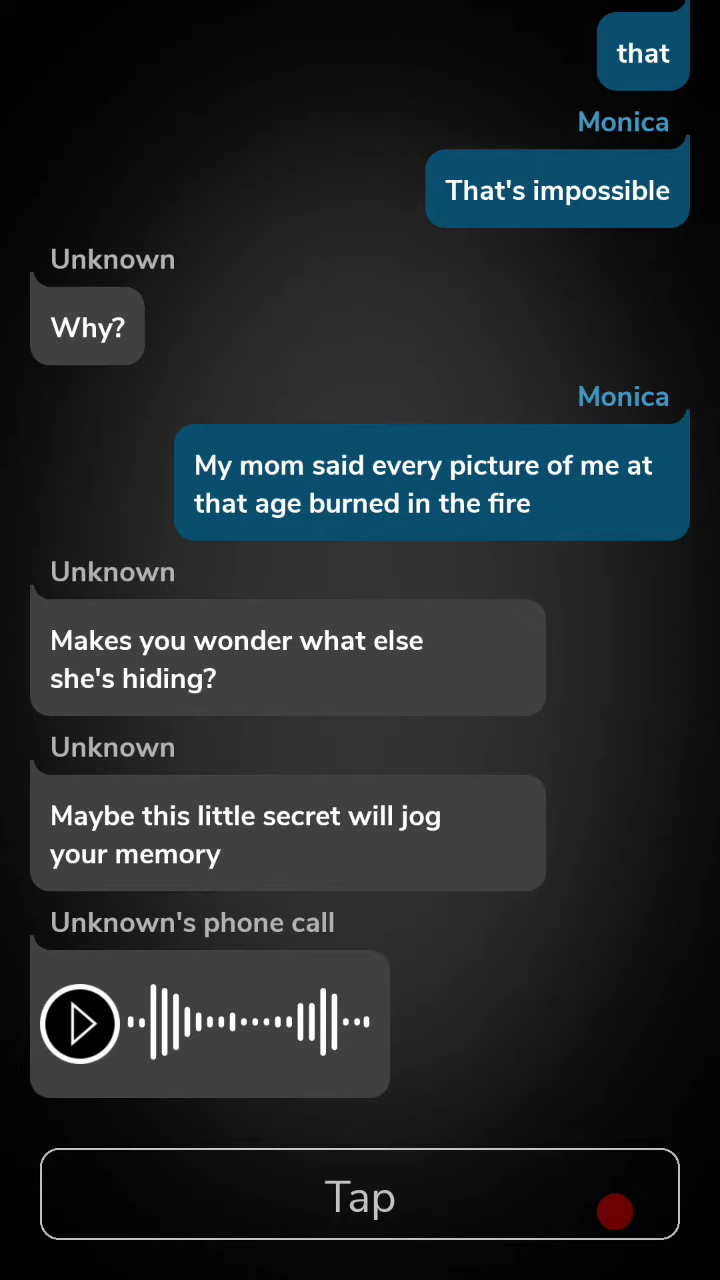 that
Monica
That's impossible
Unknown
Why?
Monica
My mom said every picture of me at
that age burned in the fire
Unknown
Makes you wonder what else
she's hiding?
Unknown
Maybe this little secret will jog
your memory
Unknown's phone call
Tap